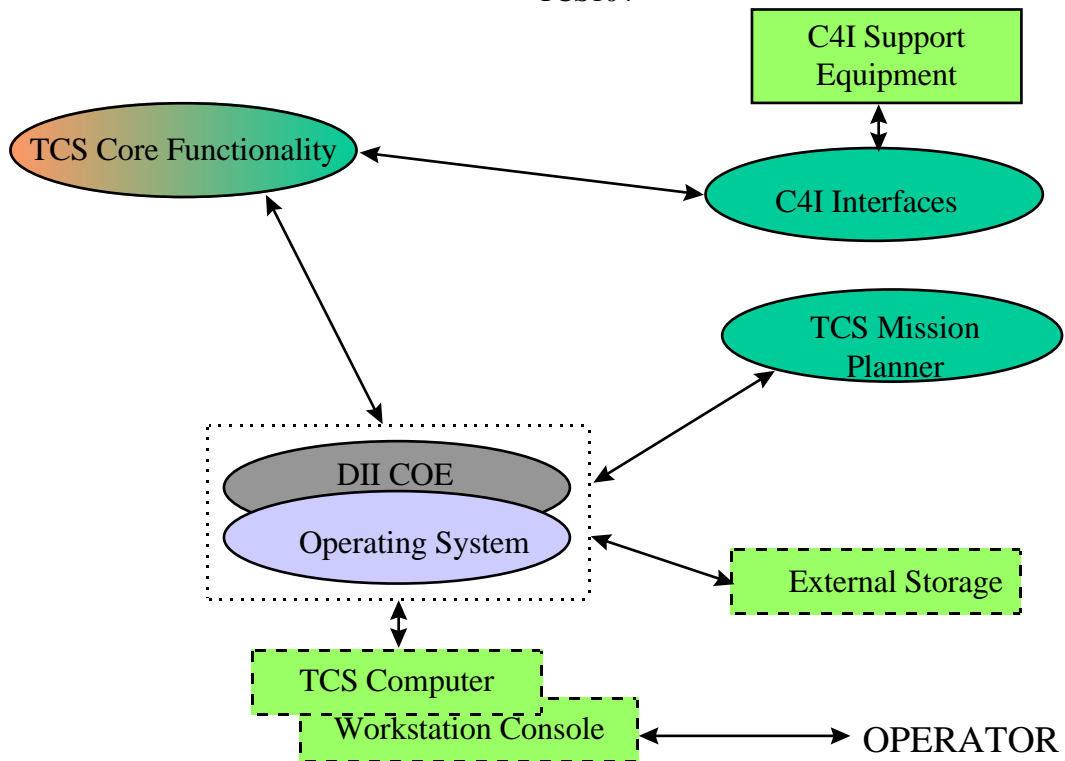 C4I Support
Equipment
TCS Core Functionality
C4I Interfaces
TCS Mission
Planner
DII COE
Operating System
External Storage
TCS Computer
Workstation Console
OPERATOR